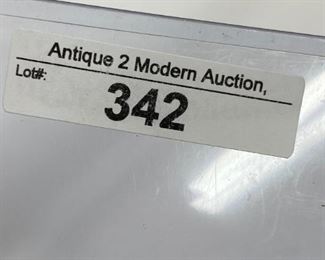 Antique 2 Modern Auction,
Lot#:
342